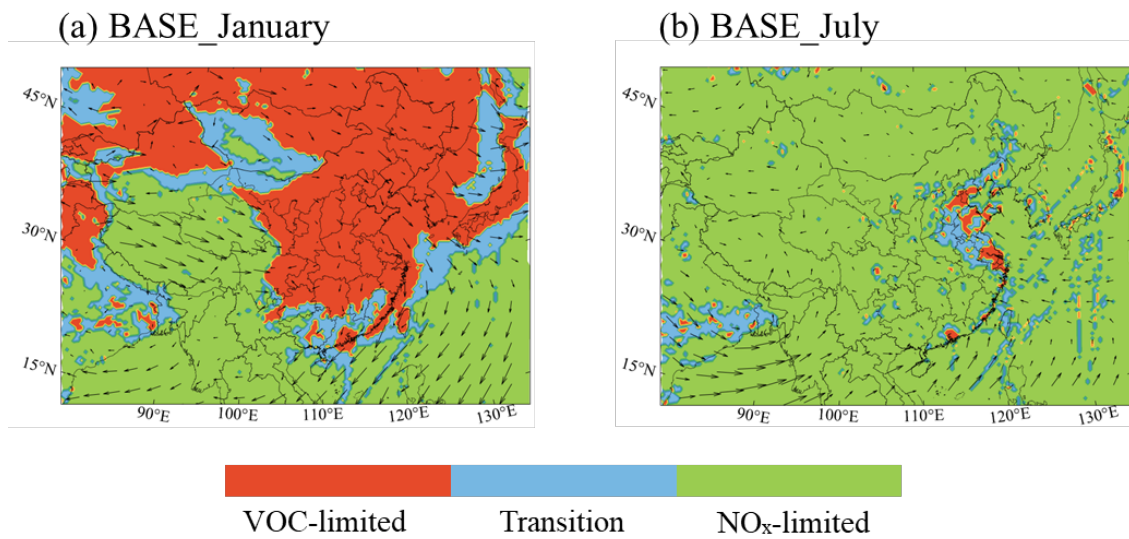 (a) BASE_January
(b) BASE_July
45°N
30°N
15°N
90°E
100°E
110°E
120°E
130°E
45°N
30°N
15°N
90°E
100°E
110°E
120°E
130°E
VOC-limited
Transition
NOₓ-limited